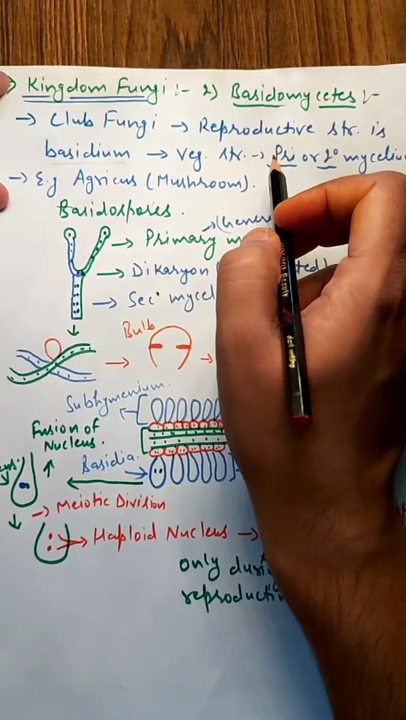 Kingdom Fungi :- 2) Basidomycetes :-
→ Club Fungi → Reproductive str. is
basidium → Veg. str. → Pri or 2° mycelium
→ E.g Agricus (Mushroom).
Basidospores.
→ Primary
→ Dikaryon
→ Sec° mycel
Bulb
Subhymenium.
Fusion of
Nucleus.
Basidia
→ Meiotic Division
→ Haploid Nucleus →
only
reproducti